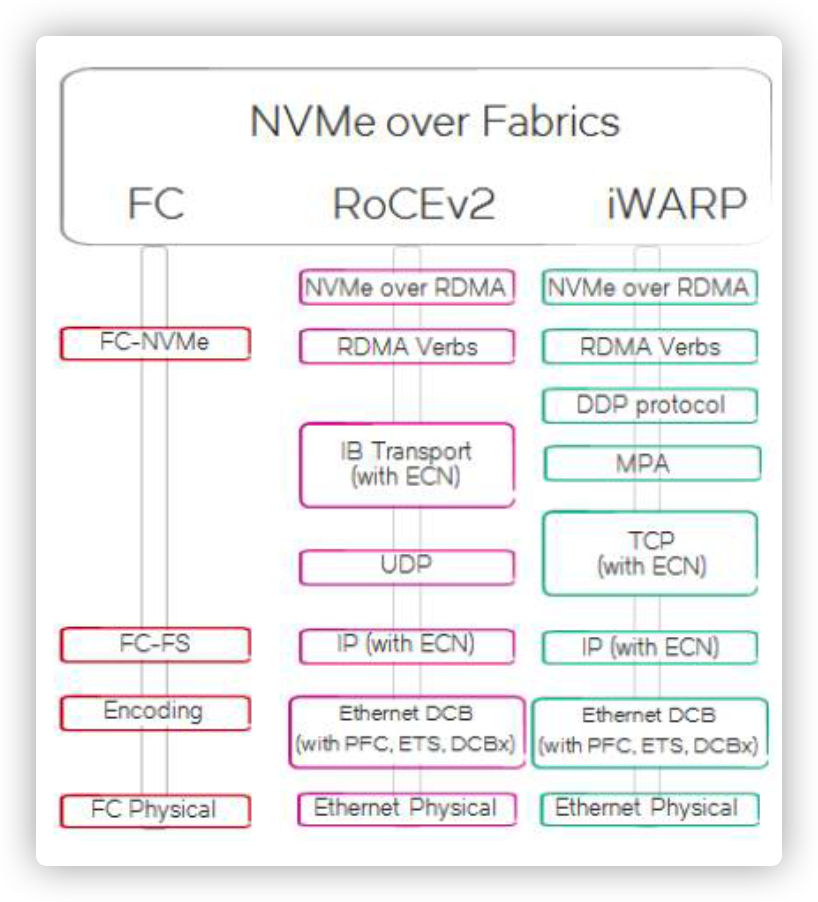 NVMe over Fabrics
FC
RoCEv2
iWARP
FC-NVMe
FC-FS
Encoding
FC Physical
NVMe over RDMA
RDMA Verbs
IB Transport
(with ECN)
UDP
IP (with ECN)
Ethernet DCB
(with PFC, ETS, DCBx)
Ethernet Physical
NVMe over RDMA
RDMA Verbs
DDP protocol
MPA
TCP
(with ECN)
IP (with ECN)
Ethernet DCB
(with PFC, ETS, DCBx)
Ethernet Physical